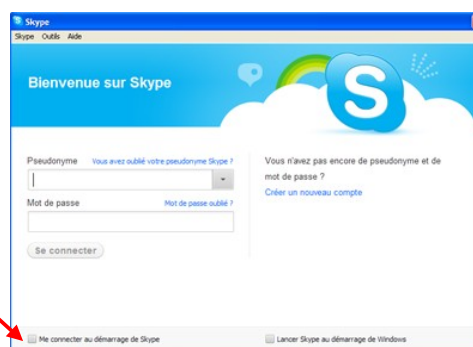 Skype
Skype Outils Aide
Bienvenue sur Skype
S
Pseudonyme Vous avez oublié votre pseudonyme Skype ?
Mot de passe Mot de passe oublié ?
Se connecter
Vous n'avez pas encore de pseudonyme et de
mot de passe ?
Créer un nouveau compte
Me connecter au démarrage de Skype
Lancer Skype au démarrage de Windows